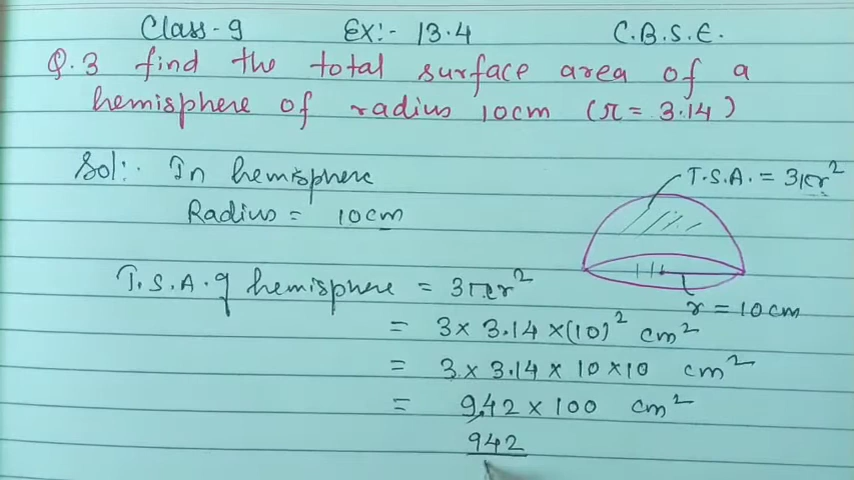 Class-9 Ex:- 13.4 C.B.S.E.
Q.3 find the total surface area of a
hemisphere of radius 10cm (π = 3.14)
Sol:- In hemisphere
T.S.A. = 3πr²
Radius = 10cm
T.S.A. of hemisphere = 3πr²
r = 10cm
= 3 × 3.14 × (10)² cm²
= 3 × 3.14 × 10 × 10 cm²
= 9.42 × 100 cm²
942